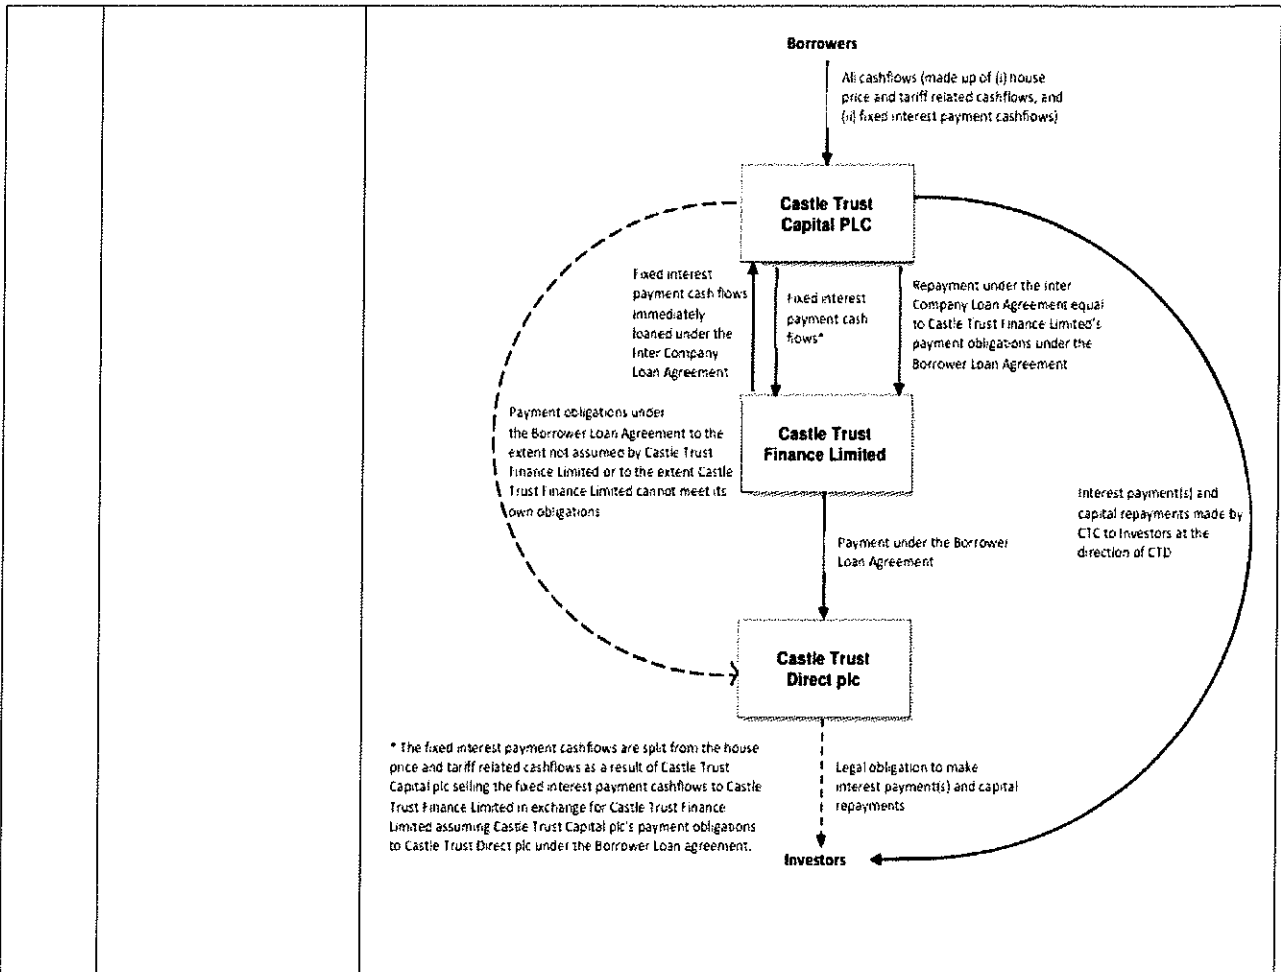 Borrowers
All cashflows (made up of (i) house
price and tariff related cashflows, and
(ii) fixed interest payment cashflows)
Castle Trust
Capital PLC
Fixed interest
payment cash flows
immediately
loaned under the
Inter Company
Loan Agreement
Fixed interest
payment cash
flows*
Repayment under the Inter
Company Loan Agreement equal
to Castle Trust Finance Limited's
payment obligations under the
Borrower Loan Agreement
Payment obligations under
the Borrower Loan Agreement to the
extent not assumed by Castle Trust
Finance Limited or to the extent Castle
Trust Finance Limited cannot meet its
own obligations
Castle Trust
Finance Limited
Interest payment(s) and
capital repayments made by
CTC to Investors at the
direction of CTD
Payment under the Borrower
Loan Agreement
Castle Trust
Direct plc
* The fixed interest payment cashflows are split from the house
price and tariff related cashflows as a result of Castle Trust
Capital plc selling the fixed interest payment cashflows to Castle
Trust Finance Limited in exchange for Castle Trust Finance
Limited assuming Castle Trust Capital plc's payment obligations
to Castle Trust Direct plc under the Borrower Loan agreement.
Legal obligation to make
interest payment(s) and capital
repayments
Investors